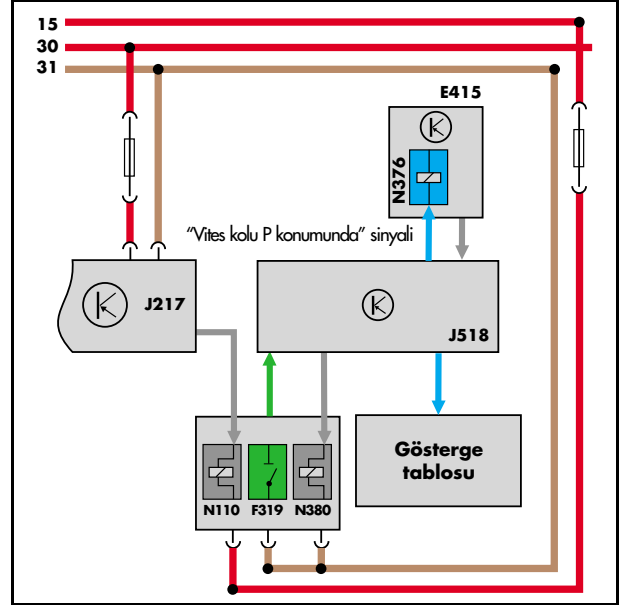 15
30
31
E415
N376
“Vites kolu P konumunda” sinyali
J217
J518
N110 F319 N380
Gösterge
tablosu